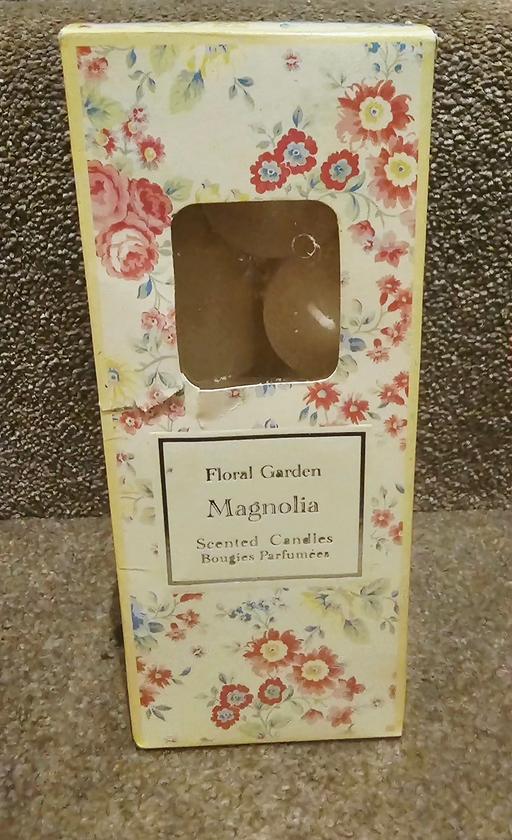 Floral Garden
Magnolia
Scented Candles
Bougies Parfumées